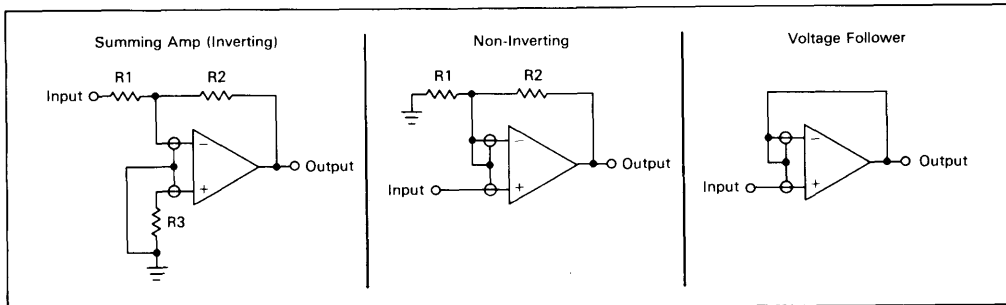 Summing Amp (Inverting)
R1
R2
Input
−
+
Output
R3
Non-Inverting
R1
R2
−
+
Input
Output
Voltage Follower
−
+
Input
Output